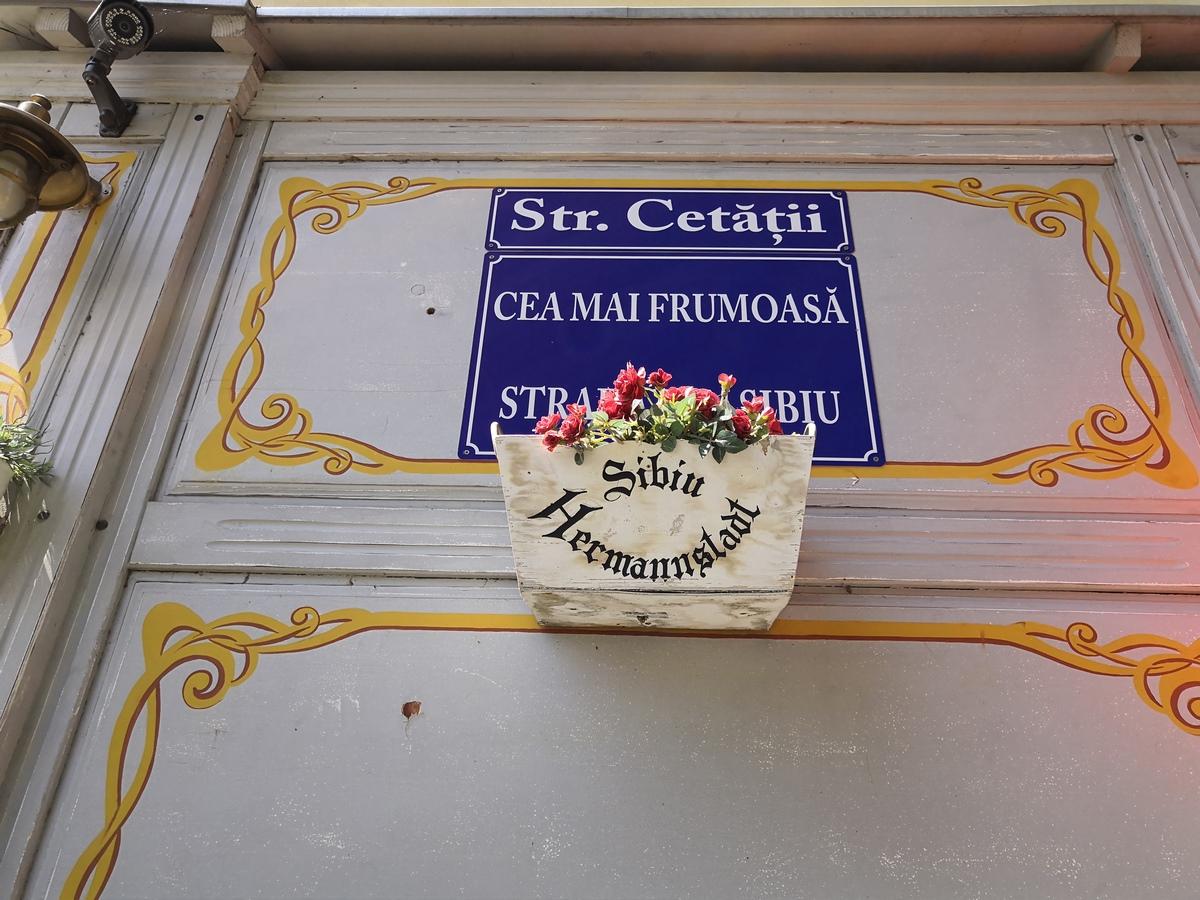 Str. Cetății
CEA MAI FRUMOASĂ
SIBIU
Sibiu
Hermannstadt